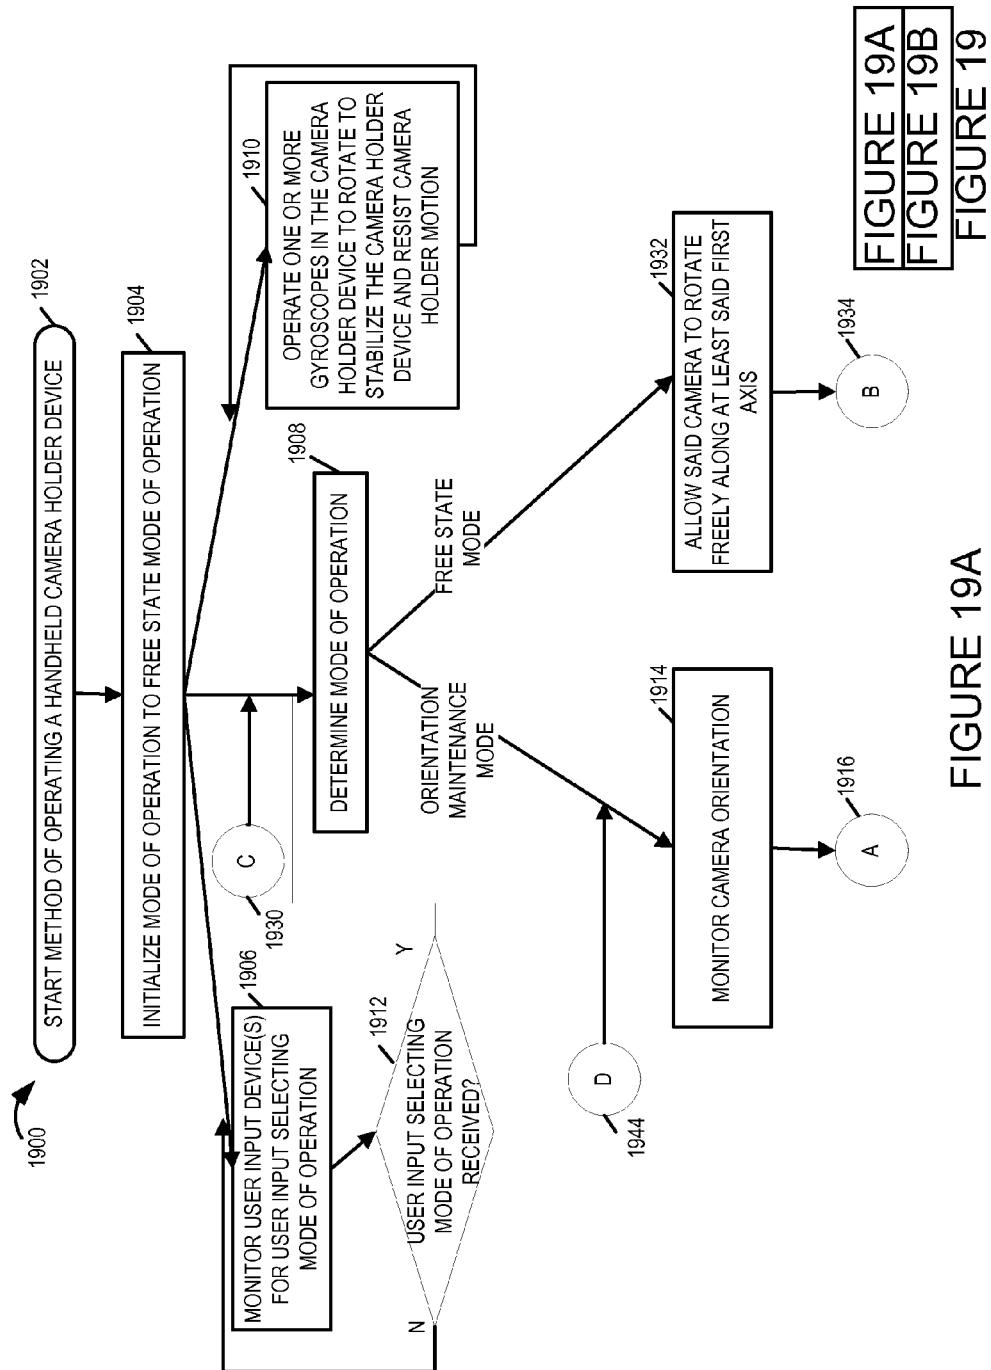 1900
START METHOD OF OPERATING A HANDHELD CAMERA HOLDER DEVICE
1902
INITIALIZE MODE OF OPERATION TO FREE STATE MODE OF OPERATION
1904
MONITOR USER INPUT DEVICE(S)
FOR USER INPUT SELECTING
MODE OF OPERATION
1906
C
1930
OPERATE ONE OR MORE
GYROSCOPES IN THE CAMERA
HOLDER DEVICE TO ROTATE TO
STABILIZE THE CAMERA HOLDER
DEVICE AND RESIST CAMERA
HOLDER MOTION
1910
DETERMINE MODE OF OPERATION
1908
USER INPUT SELECTING
MODE OF OPERATION
RECEIVED?
1912
N
Y
ORIENTATION
MAINTENANCE
MODE
FREE STATE
MODE
D
1944
MONITOR CAMERA ORIENTATION
1914
ALLOW SAID CAMERA TO ROTATE
FREELY ALONG AT LEAST SAID FIRST
AXIS
1932
A
1916
B
1934
FIGURE 19A
FIGURE 19A
FIGURE 19B
FIGURE 19